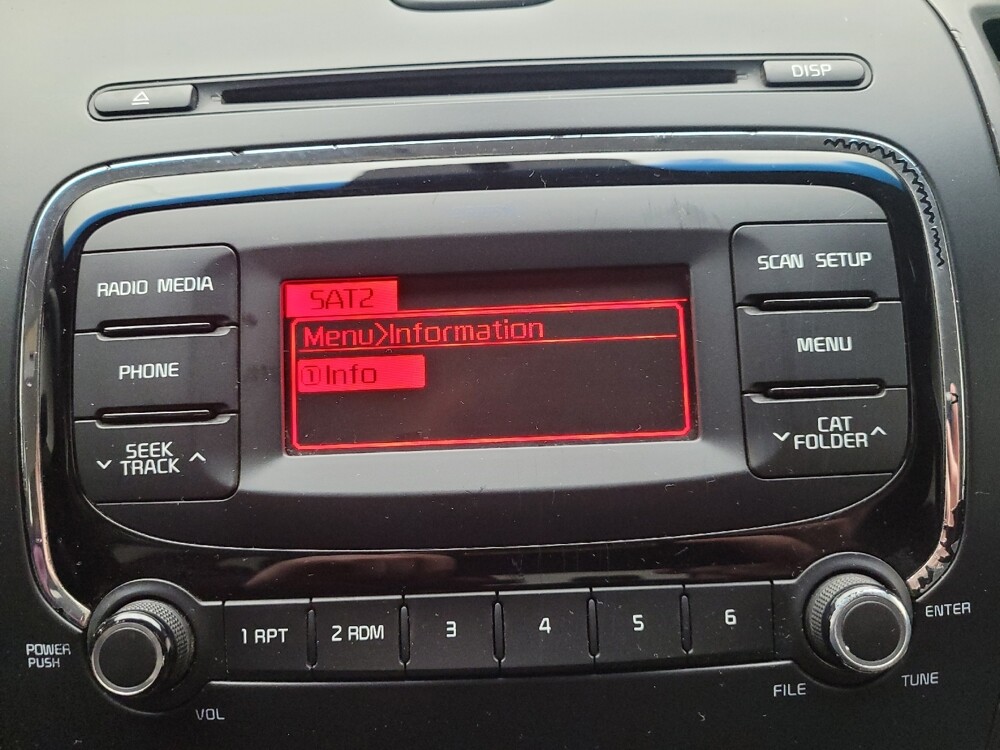 DISP
RADIO MEDIA
PHONE
SEEK
TRACK
SAT2
Menu>Information
①Info
SCAN SETUP
MENU
CAT
FOLDER
1 RPT
2 RDM
3
4
5
6
POWER
PUSH
VOL
ENTER
FILE
TUNE